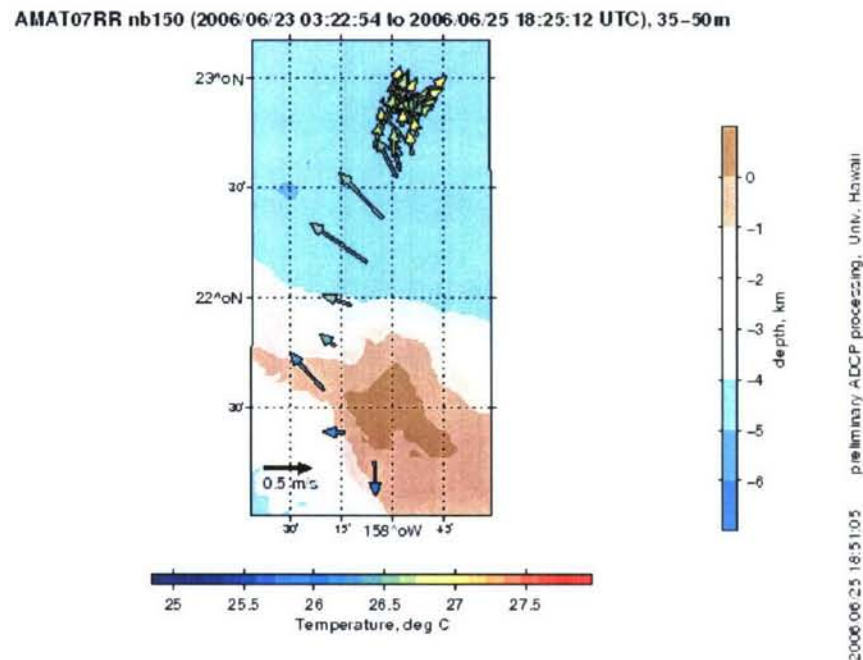 AMAT07RR nb150 (2006/06/23 03:22:54 to 2006/06/25 18:25:12 UTC), 35-50m
23^oN
30'
22^oN
30'
0.5 m/s
30' 15' 158^oW 45'
25 25.5 26 26.5 27 27.5
Temperature, deg C
0
-1
-2
-3
-4
-5
-6
depth, km
2006 06 25 18:51:05 preliminary ADCP processing, Univ. Hawaii